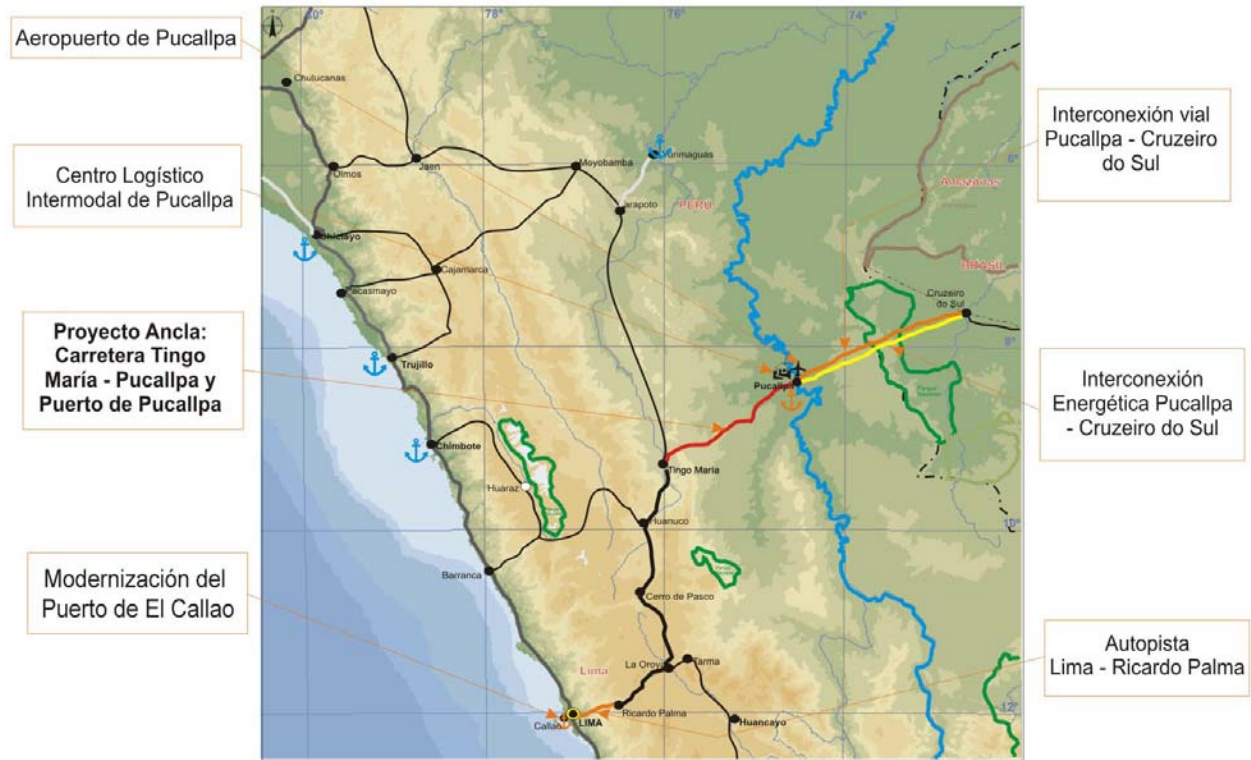 80°
78°
76°
74°
Aeropuerto de Pucallpa
Chulucanas
Interconexión vial
Pucallpa - Cruzeiro
do Sul
Centro Logístico
Intermodal de Pucallpa
Olmos
Jaen
Moyobamba
Yurimaguas
6°
Amazonas
Tarapoto
PERU
Chiclayo
BRASIL
Cajamarca
Pacasmayo
Cruzeiro
do Sul
Proyecto Ancla:
Carretera Tingo
María - Pucallpa y
Puerto de Pucallpa
8°
Trujillo
Pucallpa
Interconexión
Energética Pucallpa
- Cruzeiro do Sul
Chimbote
Tingo Maria
Huaraz
Huanuco
10°
Modernización del
Puerto de El Callao
Barranca
Cerro de Pasco
Autopista
Lima - Ricardo Palma
La Oroya
Tarma
Lima
Ricardo Palma
Callao
LIMA
Huancayo
12°